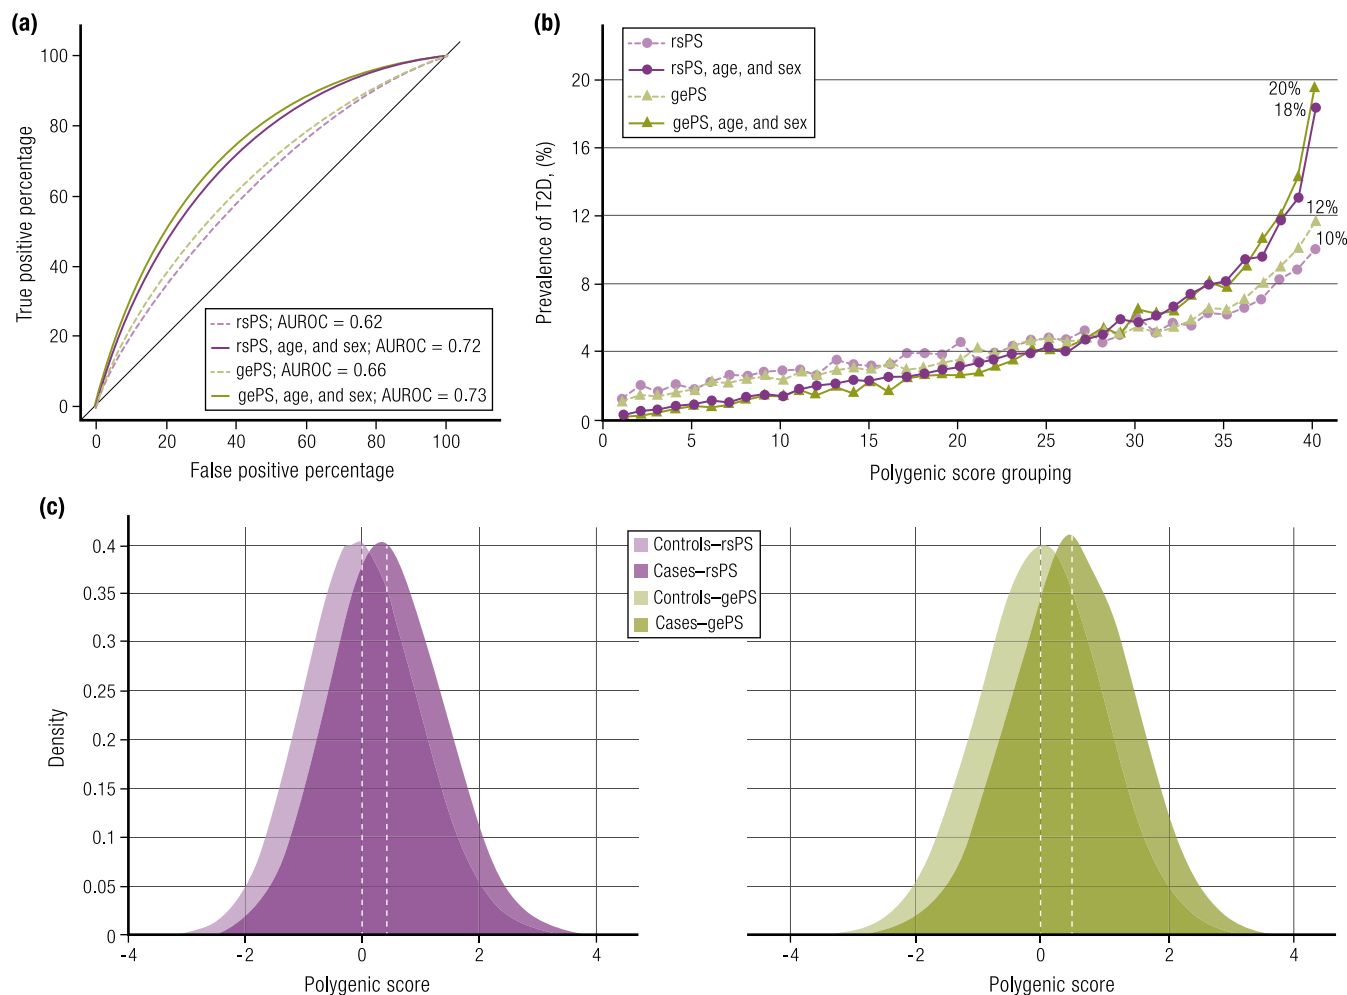 (a)
True positive percentage
100
80
60
40
20
0
rsPS; AUROC = 0.62
rsPS, age, and sex; AUROC = 0.72
gePS; AUROC = 0.66
gePS, age, and sex; AUROC = 0.73
0 20 40 60 80 100
False positive percentage
(b)
rsPS
rsPS, age, and sex
gePS
gePS, age, and sex
Prevalence of T2D, (%)
20
16
12
8
4
0
20%
18%
12%
10%
0 5 10 15 20 25 30 35 40
Polygenic score grouping
(c)
Density
0.4
0.35
0.3
0.25
0.2
0.15
0.1
0.05
0
-4 -2 0 2 4
Polygenic score
Controls–rsPS
Cases–rsPS
Controls–gePS
Cases–gePS
-4 -2 0 2 4
Polygenic score